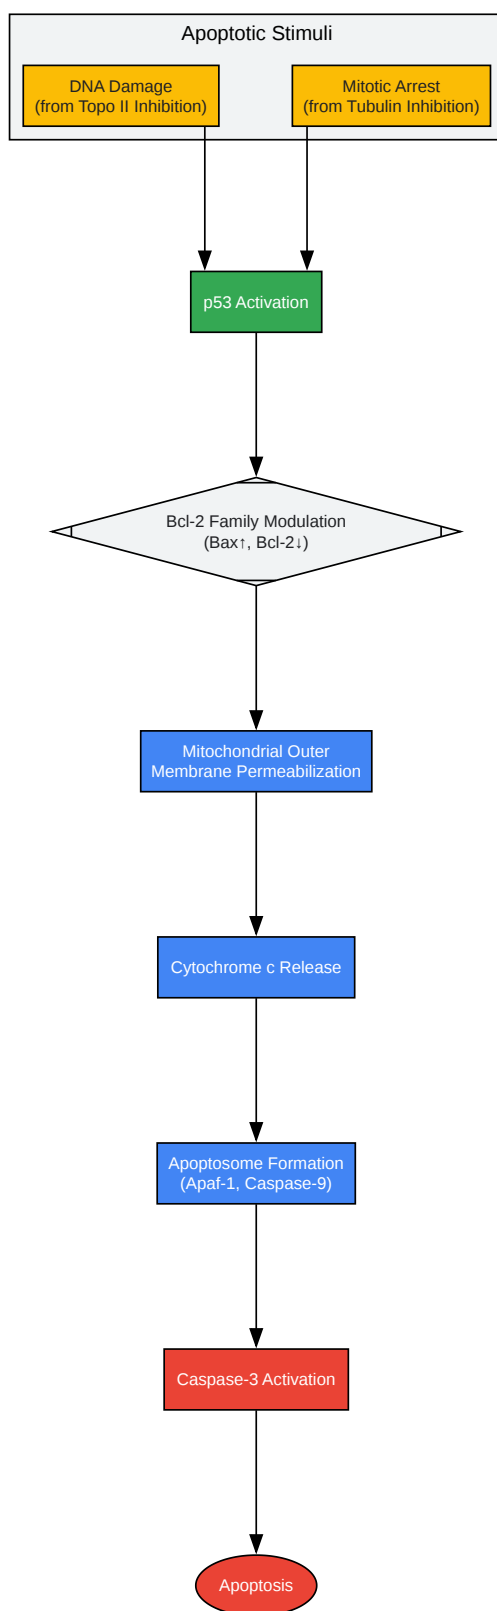 Apoptotic Stimuli
DNA Damage
(from Topo II Inhibition)
Mitotic Arrest
(from Tubulin Inhibition)
p53 Activation
Bcl-2 Family Modulation
(Bax↑, Bcl-2↓)
Mitochondrial Outer
Membrane Permeabilization
Cytochrome c Release
Apoptosome Formation
(Apaf-1, Caspase-9)
Caspase-3 Activation
Apoptosis